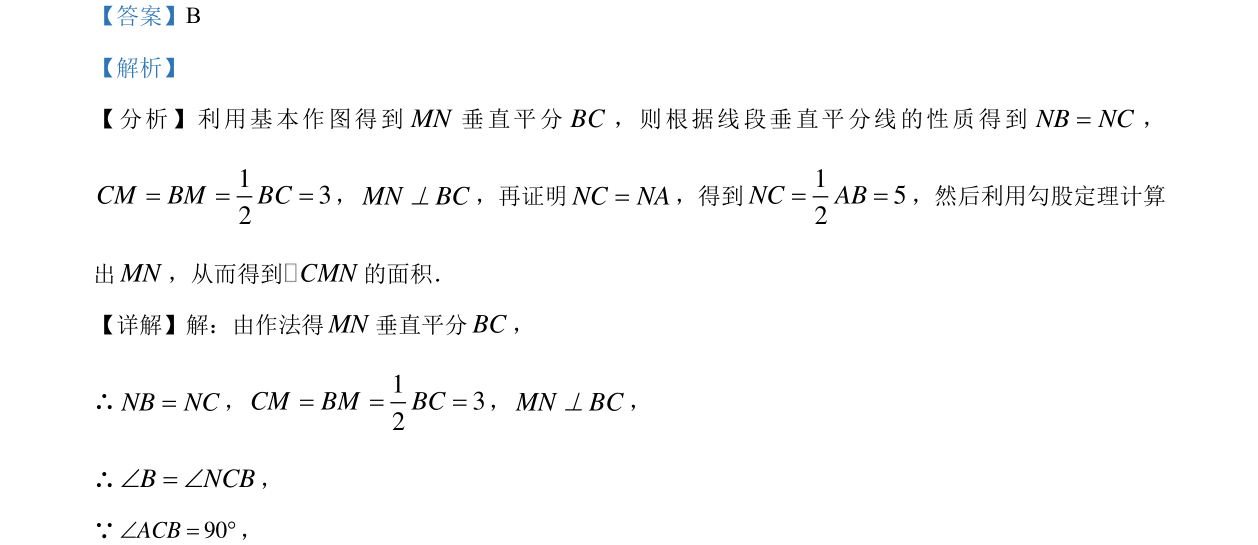 【答案】B
【解析】
【分析】利用基本作图得到 MN 垂直平分 BC ，则根据线段垂直平分线的性质得到 NB = NC ，
CM = BM = 1/2 BC = 3，MN ⊥ BC ，再证明 NC = NA ，得到 NC = 1/2 AB = 5 ，然后利用勾股定理计算
出 MN ，从而得到□CMN 的面积．
【详解】解：由作法得 MN 垂直平分 BC ，
∴ NB = NC ，CM = BM = 1/2 BC = 3，MN ⊥ BC ，
∴ ∠B = ∠NCB ，
∵ ∠ACB = 90° ，